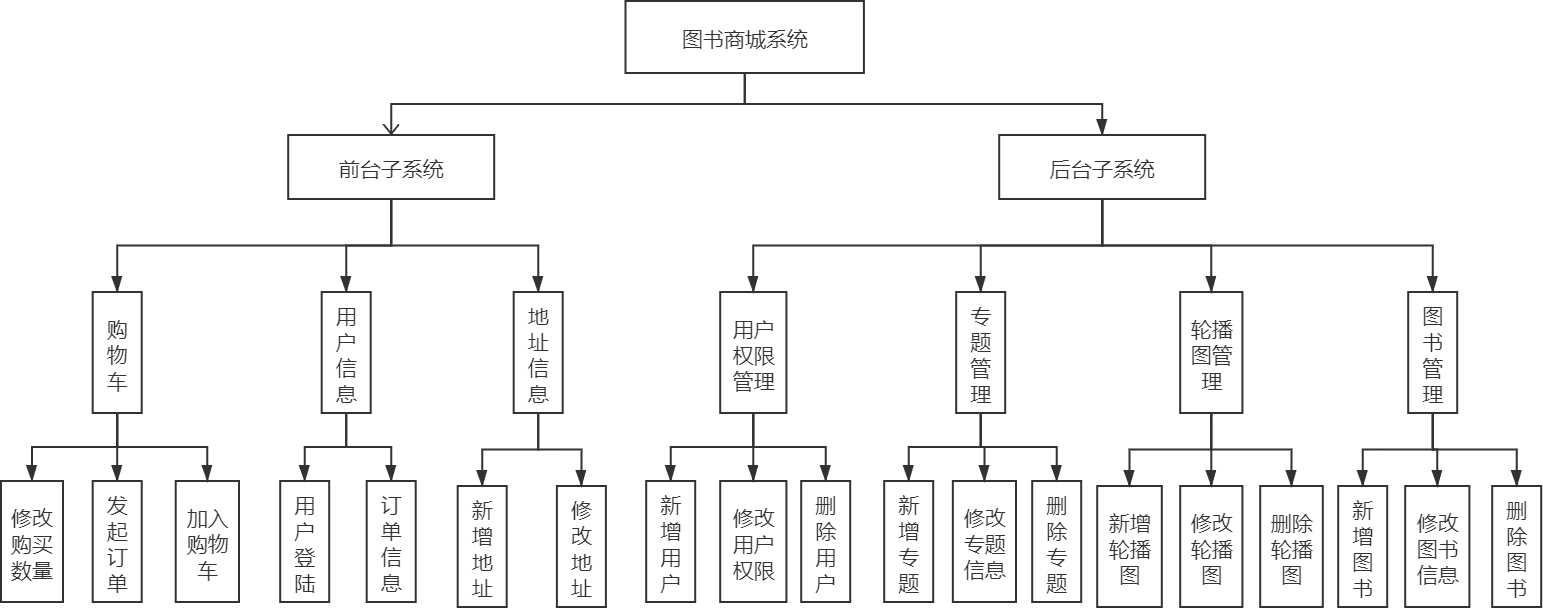 图书商城系统
前台子系统
后台子系统
购
物
车
用
户
信
息
地
址
信
息
用户
权限
管理
专
题
管
理
轮播
图管
理
图
书
管
理
修改
购买
数量
发
起
订
单
加入
购物
车
用
户
登
陆
订
单
信
息
新
增
地
址
修
改
地
址
新
增
用
户
修改
用户
权限
删
除
用
户
新
增
专
题
修改
专题
信息
删
除
专
题
新增
轮播
图
修改
轮播
图
删除
轮播
图
新
增
图
书
修改
图书
信息
删
除
图
书